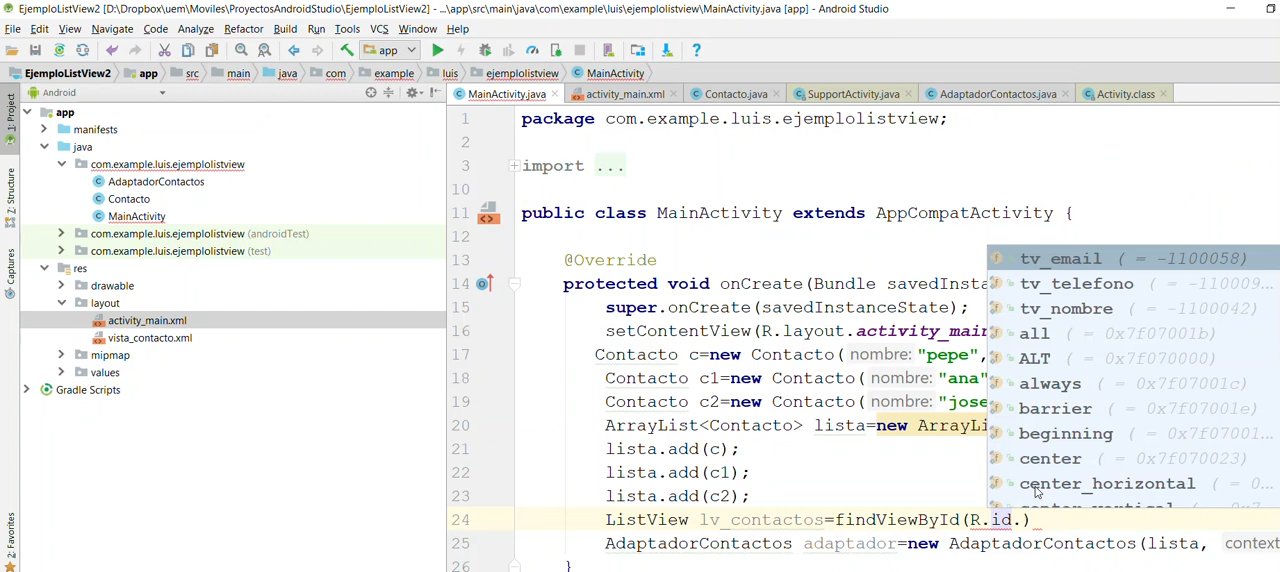 EjemploListView2 [D:\Dropbox\uem\Moviles\ProyectosAndroidStudio\EjemploListView2] - ...\app\src\main\java\com\example\luis\ejemplolistview\MainActivity.java [app] - Android Studio
File Edit View Navigate Code Analyze Refactor Build Run Tools VCS Window Help
app
EjemploListView2 app src main java com example luis ejemplolistview MainActivity
Android
MainActivity.java activity_main.xml Contacto.java SupportActivity.java AdaptadorContactos.java Activity.class
1: Project
Z: Structure
Captures
2: Favorites
app
manifests
java
com.example.luis.ejemplolistview
AdaptadorContactos
Contacto
MainActivity
com.example.luis.ejemplolistview (androidTest)
com.example.luis.ejemplolistview (test)
res
drawable
layout
activity_main.xml
vista_contacto.xml
mipmap
values
Gradle Scripts
1 package com.example.luis.ejemplolistview;
2
3 import ...
10
11 public class MainActivity extends AppCompatActivity {
12
13 @Override
14 protected void onCreate(Bundle savedInsta
15 super.onCreate(savedInstanceState);
16 setContentView(R.layout.activity_main
17 Contacto c=new Contacto( nombre: "pepe",
18 Contacto c1=new Contacto( nombre: "ana"
19 Contacto c2=new Contacto( nombre: "jose
20 ArrayList<Contacto> lista=new ArrayLi
21 lista.add(c);
22 lista.add(c1);
23 lista.add(c2);
24 ListView lv_contactos=findViewById(R.id.)
25 AdaptadorContactos adaptador=new AdaptadorContactos(lista, context
26 }
tv_email ( = -1100058)
tv_telefono ( = -110009...
tv_nombre ( = -1100042)
all ( = 0x7f07001b)
ALT ( = 0x7f070000)
always ( = 0x7f07001c)
barrier ( = 0x7f07001e)
beginning ( = 0x7f07001...
center ( = 0x7f070023)
center_horizontal ( = 0...